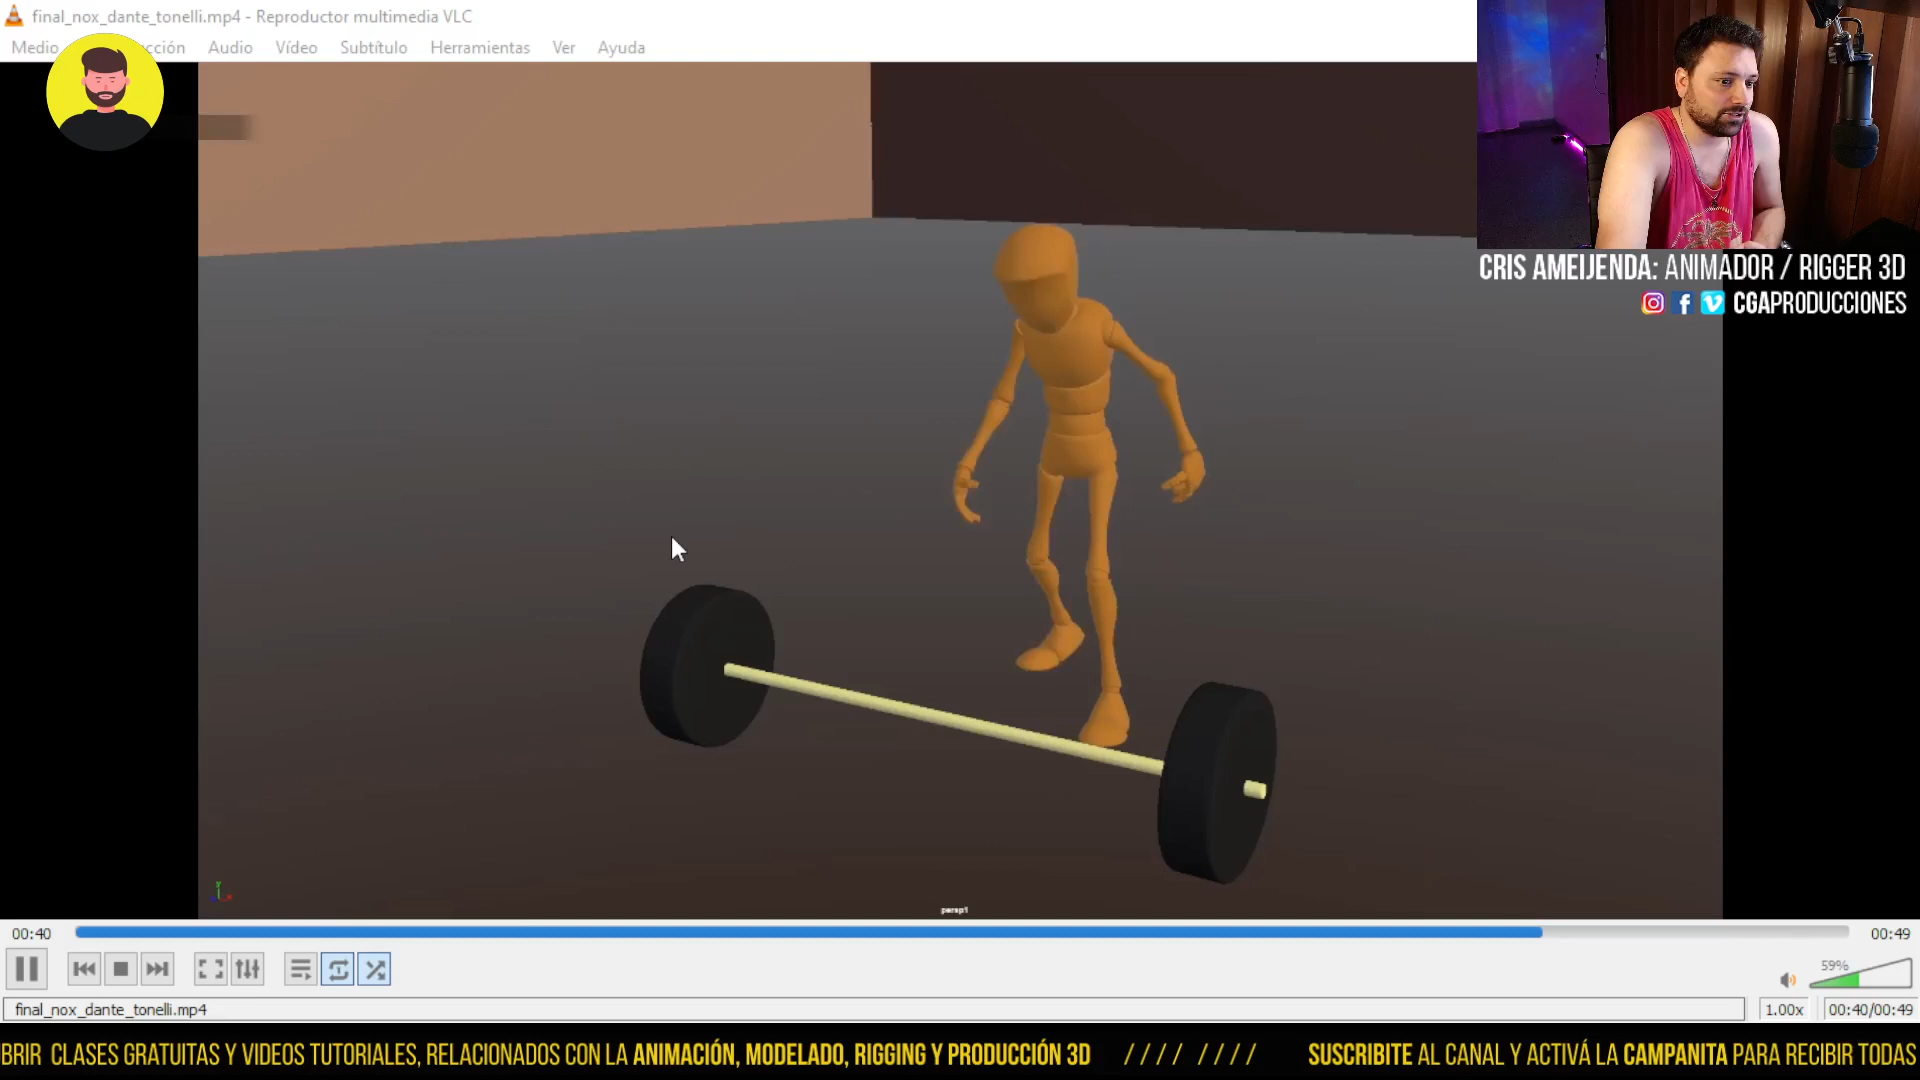 final_nox_dante_tonelli.mp4 - Reproductor multimedia VLC
Medio cción Audio Vídeo Subtítulo Herramientas Ver Ayuda
CRIS AMEIJENDA: ANIMADOR / RIGGER 3D
CGAPRODUCCIONES
persp1
00:40
00:49
59%
final_nox_dante_tonelli.mp4
1.00x
00:40/00:49
BRIR CLASES GRATUITAS Y VIDEOS TUTORIALES, RELACIONADOS CON LA ANIMACIÓN, MODELADO, RIGGING Y PRODUCCIÓN 3D //// //// SUSCRIBITE AL CANAL Y ACTIVÁ LA CAMPANITA PARA RECIBIR TODAS